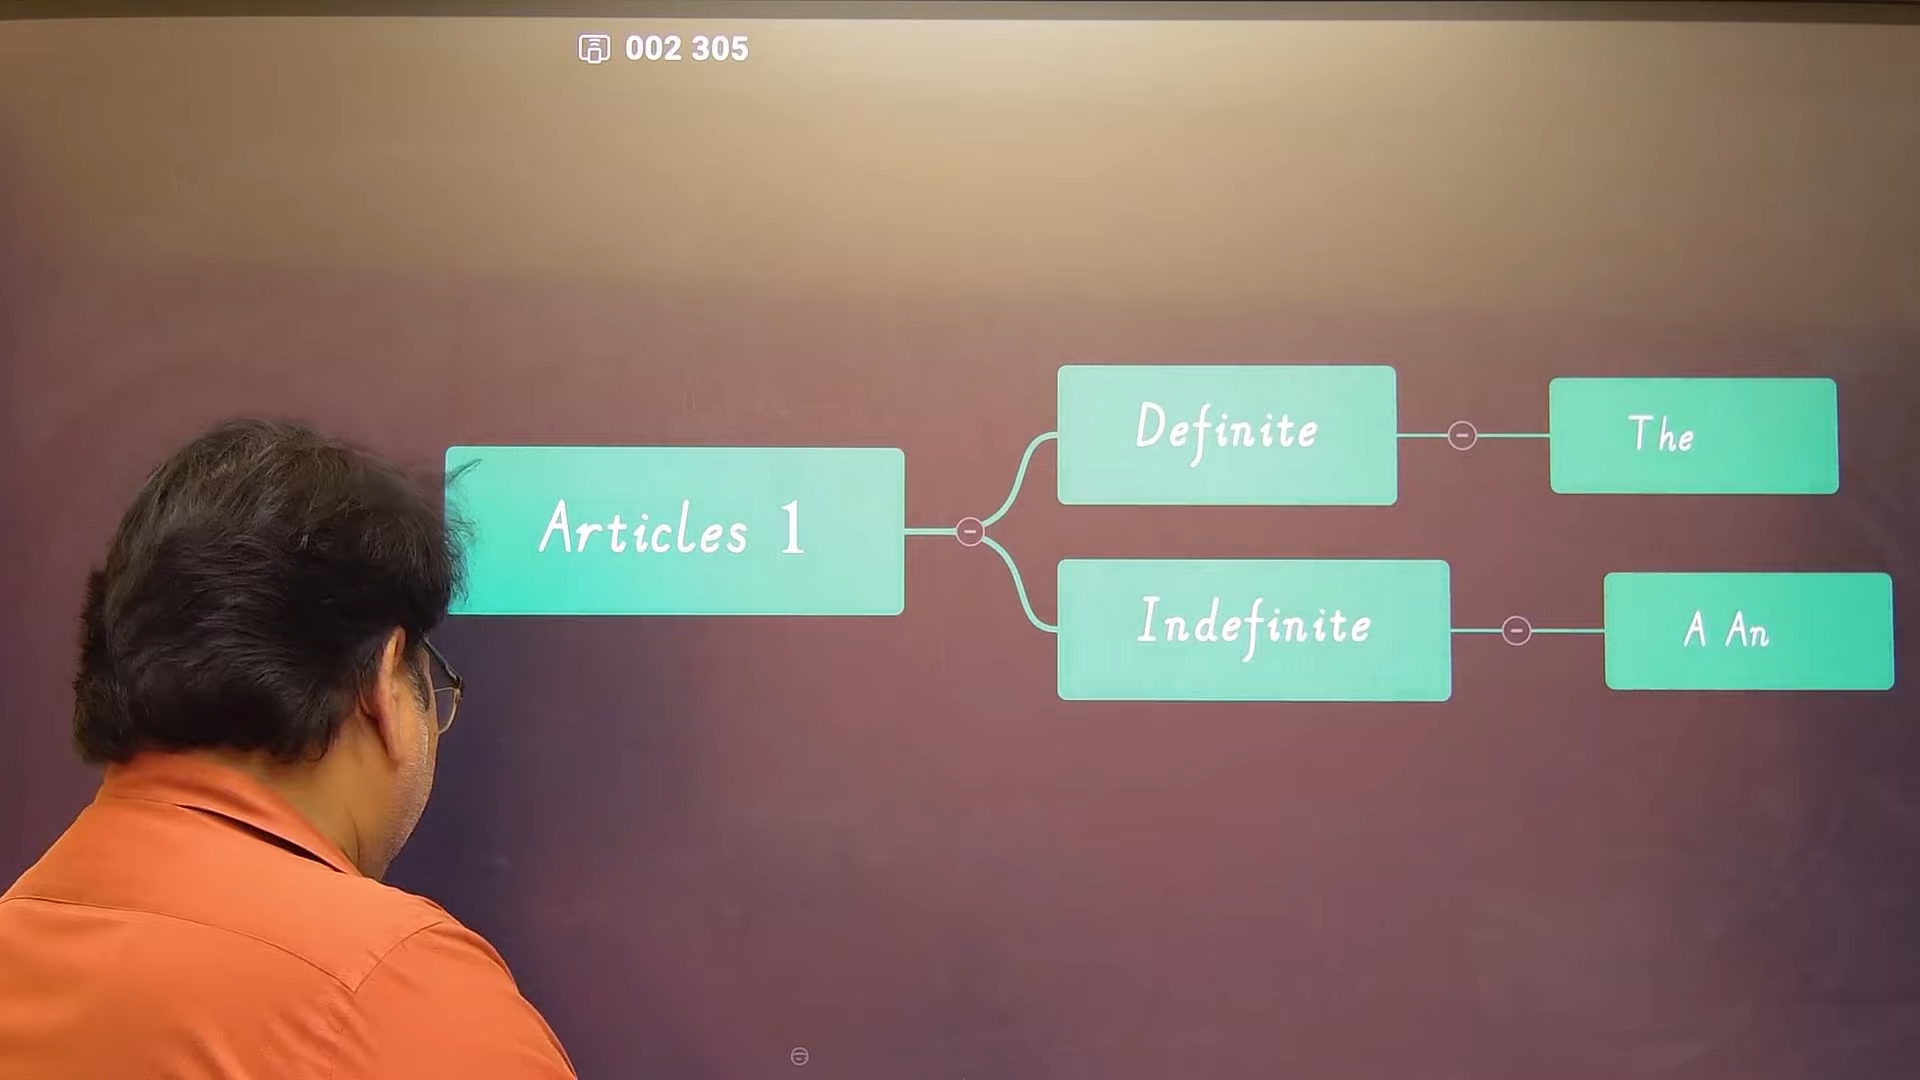 002 305
Articles 1
Definite
The
Indefinite
A An